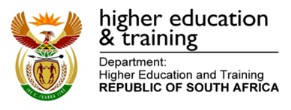 higher education
& training
Department:
Higher Education and Training
REPUBLIC OF SOUTH AFRICA